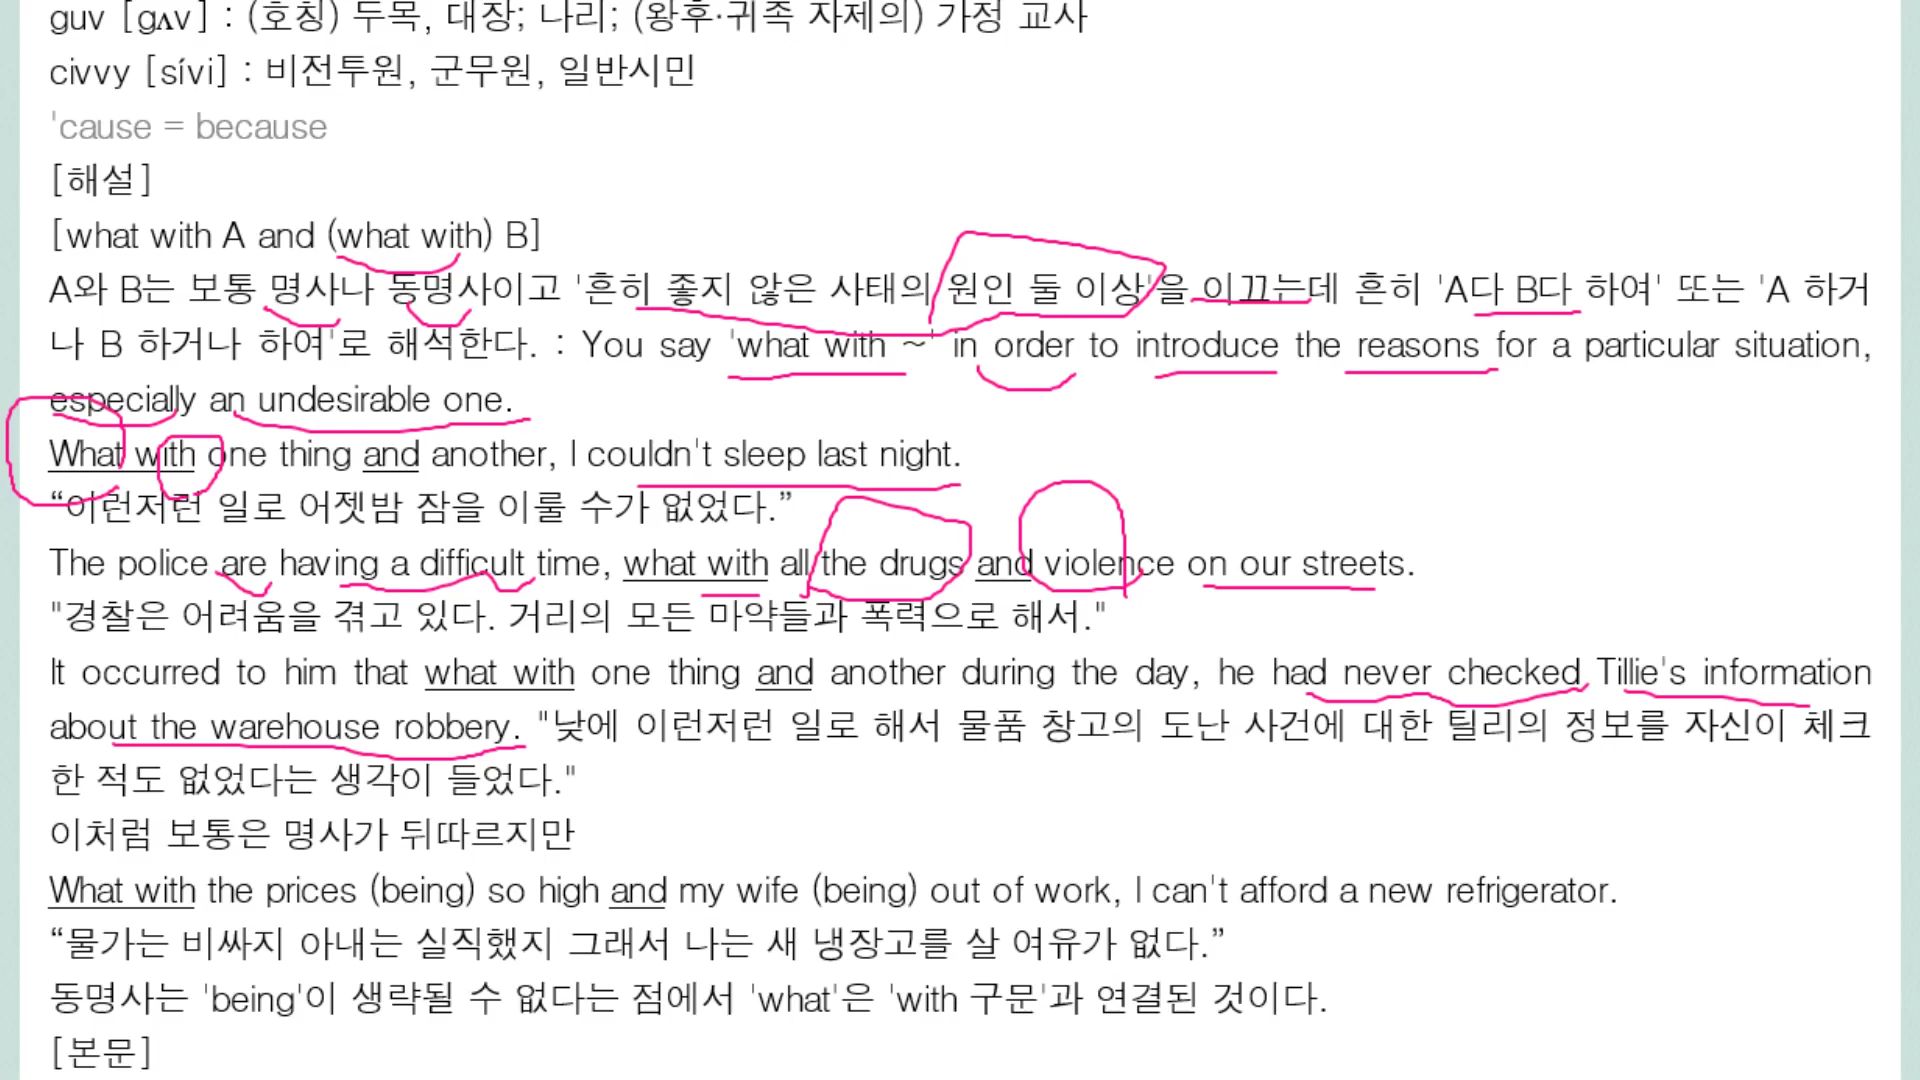 guv [gʌv] : (호칭) 두목, 대장; 나리; (왕후·귀족 자제의) 가정 교사
civvy [sívi] : 비전투원, 군무원, 일반시민
'cause = because
[해설]
[what with A and (what with) B]
A와 B는 보통 명사나 동명사이고 '흔히 좋지 않은 사태의 원인 둘 이상'을 이끄는데 흔히 'A다 B다 하여' 또는 'A 하거
나 B 하거나 하여'로 해석한다. : You say 'what with ~' in order to introduce the reasons for a particular situation,
especially an undesirable one.
What with one thing and another, I couldn't sleep last night.
“이런저런 일로 어젯밤 잠을 이룰 수가 없었다.”
The police are having a difficult time, what with all the drugs and violence on our streets.
"경찰은 어려움을 겪고 있다. 거리의 모든 마약들과 폭력으로 해서."
It occurred to him that what with one thing and another during the day, he had never checked Tillie's information
about the warehouse robbery. "낮에 이런저런 일로 해서 물품 창고의 도난 사건에 대한 틸리의 정보를 자신이 체크
한 적도 없었다는 생각이 들었다."
이처럼 보통은 명사가 뒤따르지만
What with the prices (being) so high and my wife (being) out of work, I can't afford a new refrigerator.
“물가는 비싸지 아내는 실직했지 그래서 나는 새 냉장고를 살 여유가 없다.”
동명사는 'being'이 생략될 수 없다는 점에서 'what'은 'with 구문'과 연결된 것이다.
[본문]